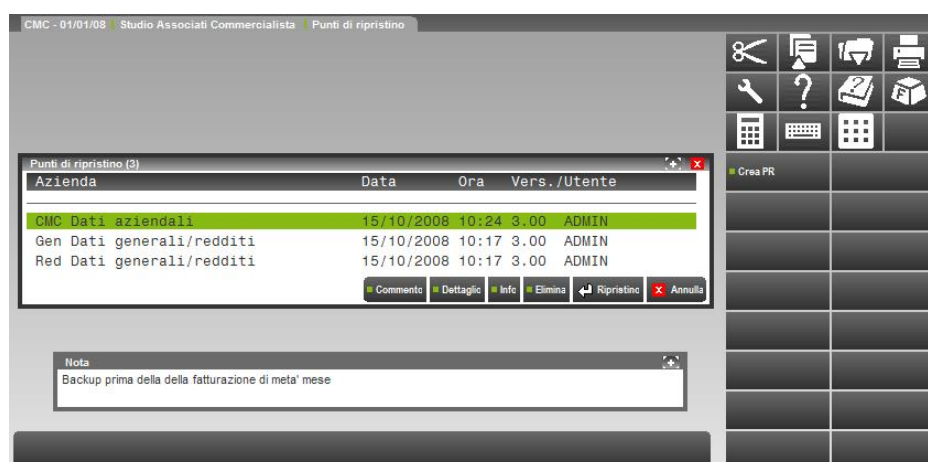 CMC - 01/01/08 Studio Associati Commercialista Punti di ripristino
Punti di ripristino (3)
Azienda Data Ora Vers./Utente
CMC Dati aziendali 15/10/2008 10:24 3.00 ADMIN
Gen Dati generali/redditi 15/10/2008 10:17 3.00 ADMIN
Red Dati generali/redditi 15/10/2008 10:17 3.00 ADMIN
Commento Dettaglio Info Elimina Ripristino Annulla
Crea PR
Nota
Backup prima della della fatturazione di meta' mese